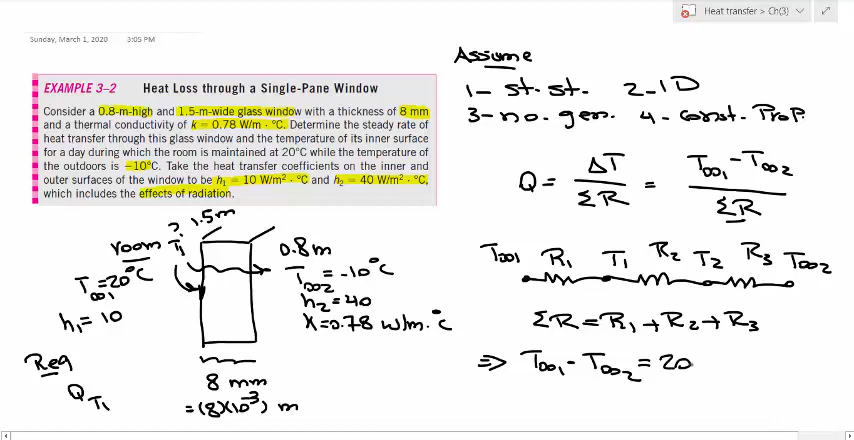 Heat transfer > Ch(3)
Sunday, March 1, 2020 3:05 PM
EXAMPLE 3–2 Heat Loss through a Single-Pane Window
Consider a 0.8-m-high and 1.5-m-wide glass window with a thickness of 8 mm
and a thermal conductivity of k = 0.78 W/m · °C. Determine the steady rate of
heat transfer through this glass window and the temperature of its inner surface
for a day during which the room is maintained at 20°C while the temperature of
the outdoors is −10°C. Take the heat transfer coefficients on the inner and
outer surfaces of the window to be h₁ = 10 W/m² · °C and h₂ = 40 W/m² · °C,
which includes the effects of radiation.
? 1.5m
room T₁
0.8m
T∞₁=20°C
h₁=10
T∞₂=-10°C
h₂=40
K=0.78 W/m.°C
8 mm
=(8)(10⁻³) m
Req
Q T₁
Assume
1- st. st. 2-1D
3- no. gen. 4- const. Prop.
Q = ΔT / ΣR = T∞₁-T∞₂ / ΣR
T∞₁ R₁ T₁ R₂ T₂ R₃ T∞₂
ΣR = R₁ + R₂ + R₃
⇒ T∞₁ - T∞₂ = 20